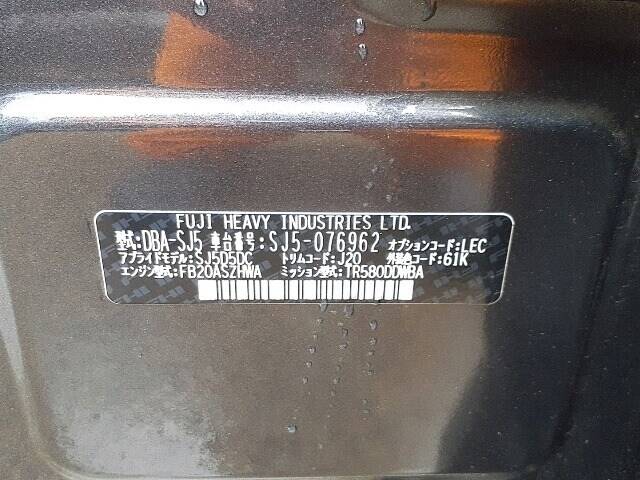 FUJI HEAVY INDUSTRIES LTD.
型式:DBA-SJ5 車台番号:SJ5-076962 オプションコード:LEC
アプライドモデル:SJ5D5DC トリムコード:J20 外装色コード:61K
エンジン型式:FB20ASZHWA ミッション型式:TR580DDWBA